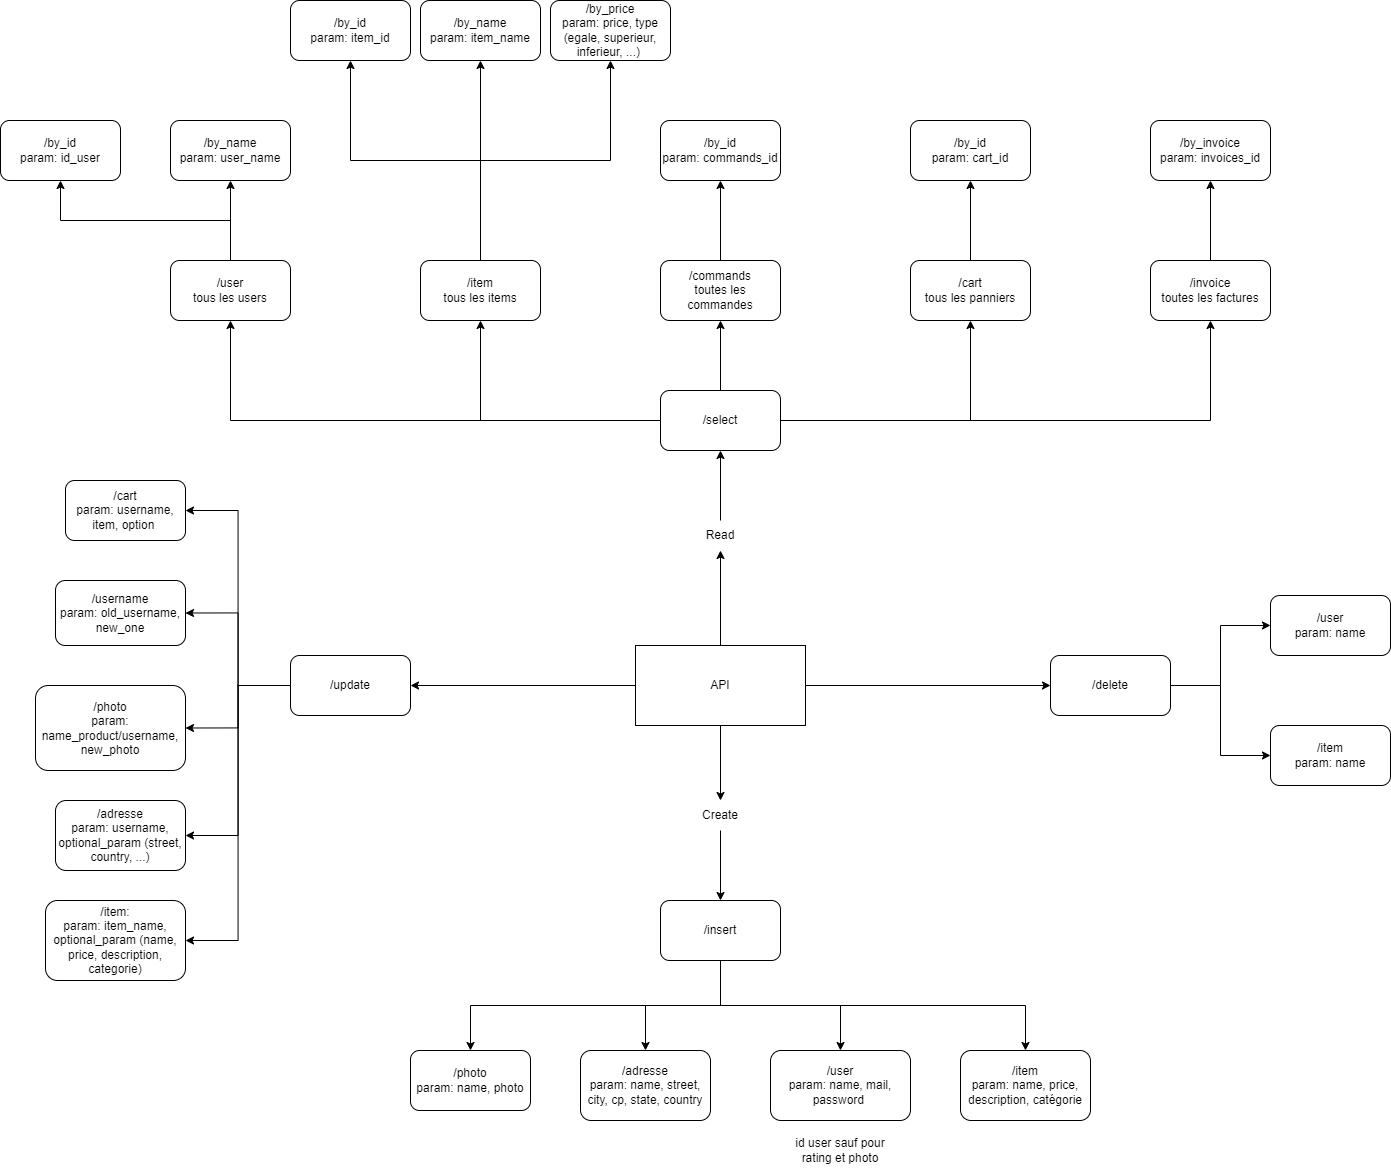 /by_id
param: item_id
/by_name
param: item_name
/by_price
param: price, type
(egale, superieur,
inferieur, ...)
/by_id
param: id_user
/by_name
param: user_name
/by_id
param: commands_id
/by_id
param: cart_id
/by_invoice
param: invoices_id
/user
tous les users
/item
tous les items
/commands
toutes les
commandes
/cart
tous les panniers
/invoice
toutes les factures
/select
Read
/cart
param: username,
item, option
/username
param: old_username,
new_one
/photo
param:
name_product/username,
new_photo
/adresse
param: username,
optional_param (street,
country, ...)
/item:
param: item_name,
optional_param (name,
price, description,
categorie)
/update
API
/delete
/user
param: name
/item
param: name
Create
/insert
/photo
param: name, photo
/adresse
param: name, street,
city, cp, state, country
/user
param: name, mail,
password
/item
param: name, price,
description, catégorie
id user sauf pour
rating et photo